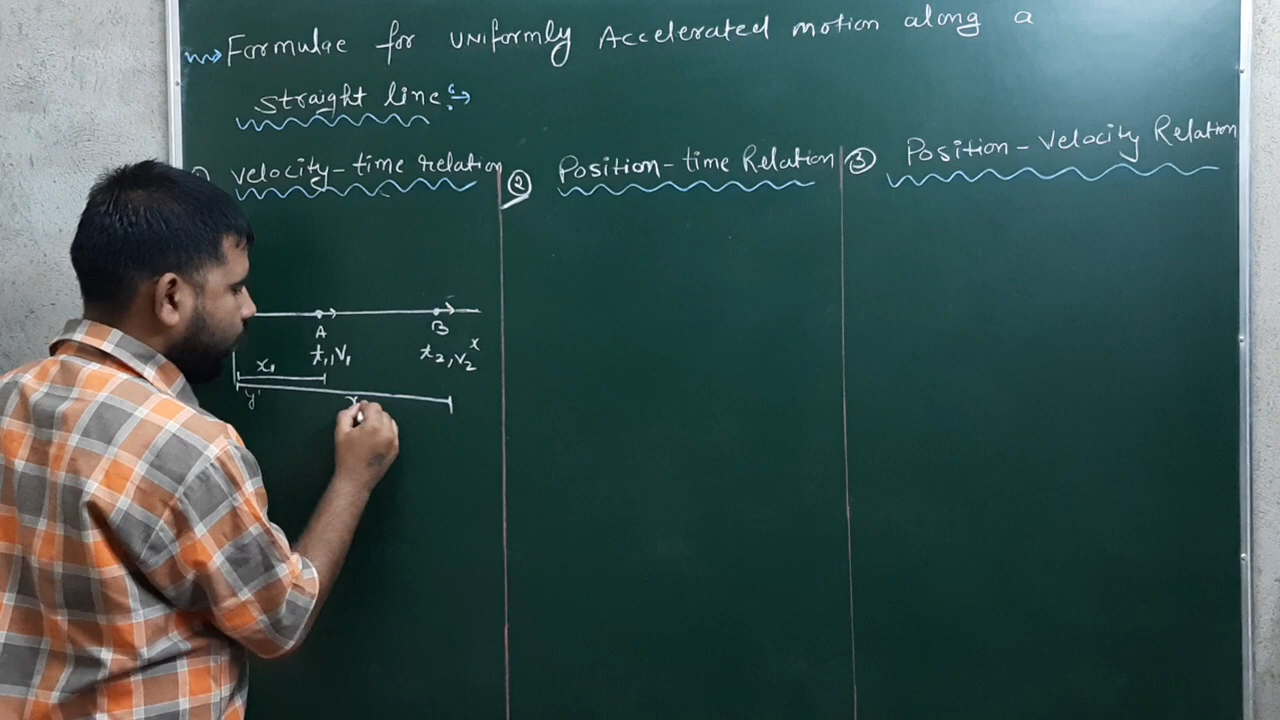 Formulae for UNiformly Accelerated motion along a
straight line:→
velocity-time relation
② Position-time Relation
③ Position-Velocity Relation
A
B
x
t₁,V₁
t₂,V₂
x₁
y'